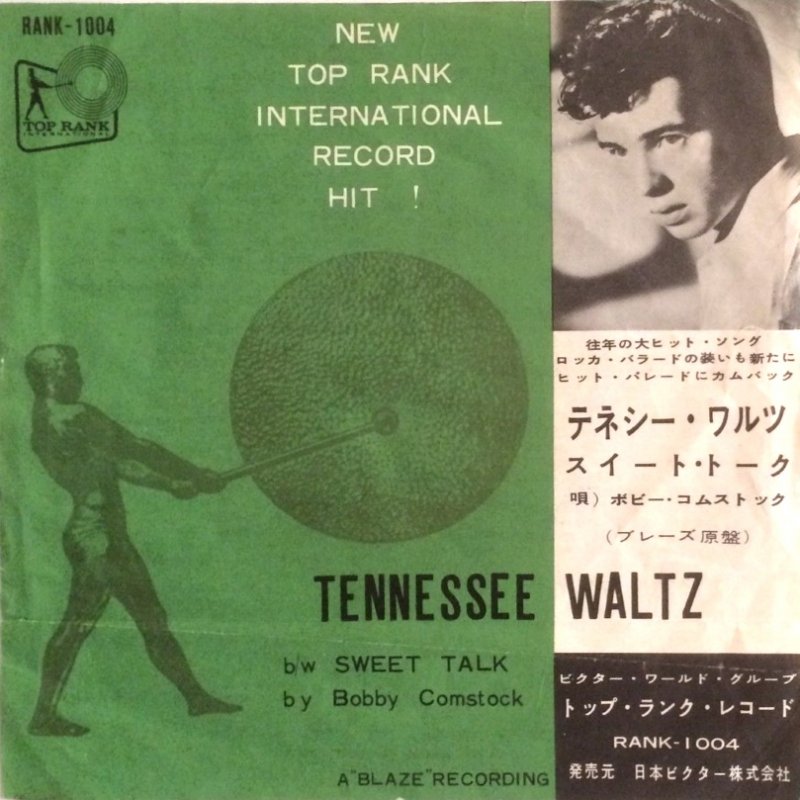 RANK-1004
TOP RANK
INTERNATIONAL
NEW
TOP RANK
INTERNATIONAL
RECORD
HIT !
往年の大ヒット・ソング
ロッカ・バラードの装いも新たに
ヒット・パレードにカムバック
テネシー・ワルツ
スイート・トーク
唄) ボビー・コムストック
(ブレーズ原盤)
TENNESSEE WALTZ
b/w SWEET TALK
by Bobby Comstock
A "BLAZE" RECORDING
ビクター・ワールド・グループ
トップ・ランク・レコード
RANK-1004
発売元 日本ビクター株式会社